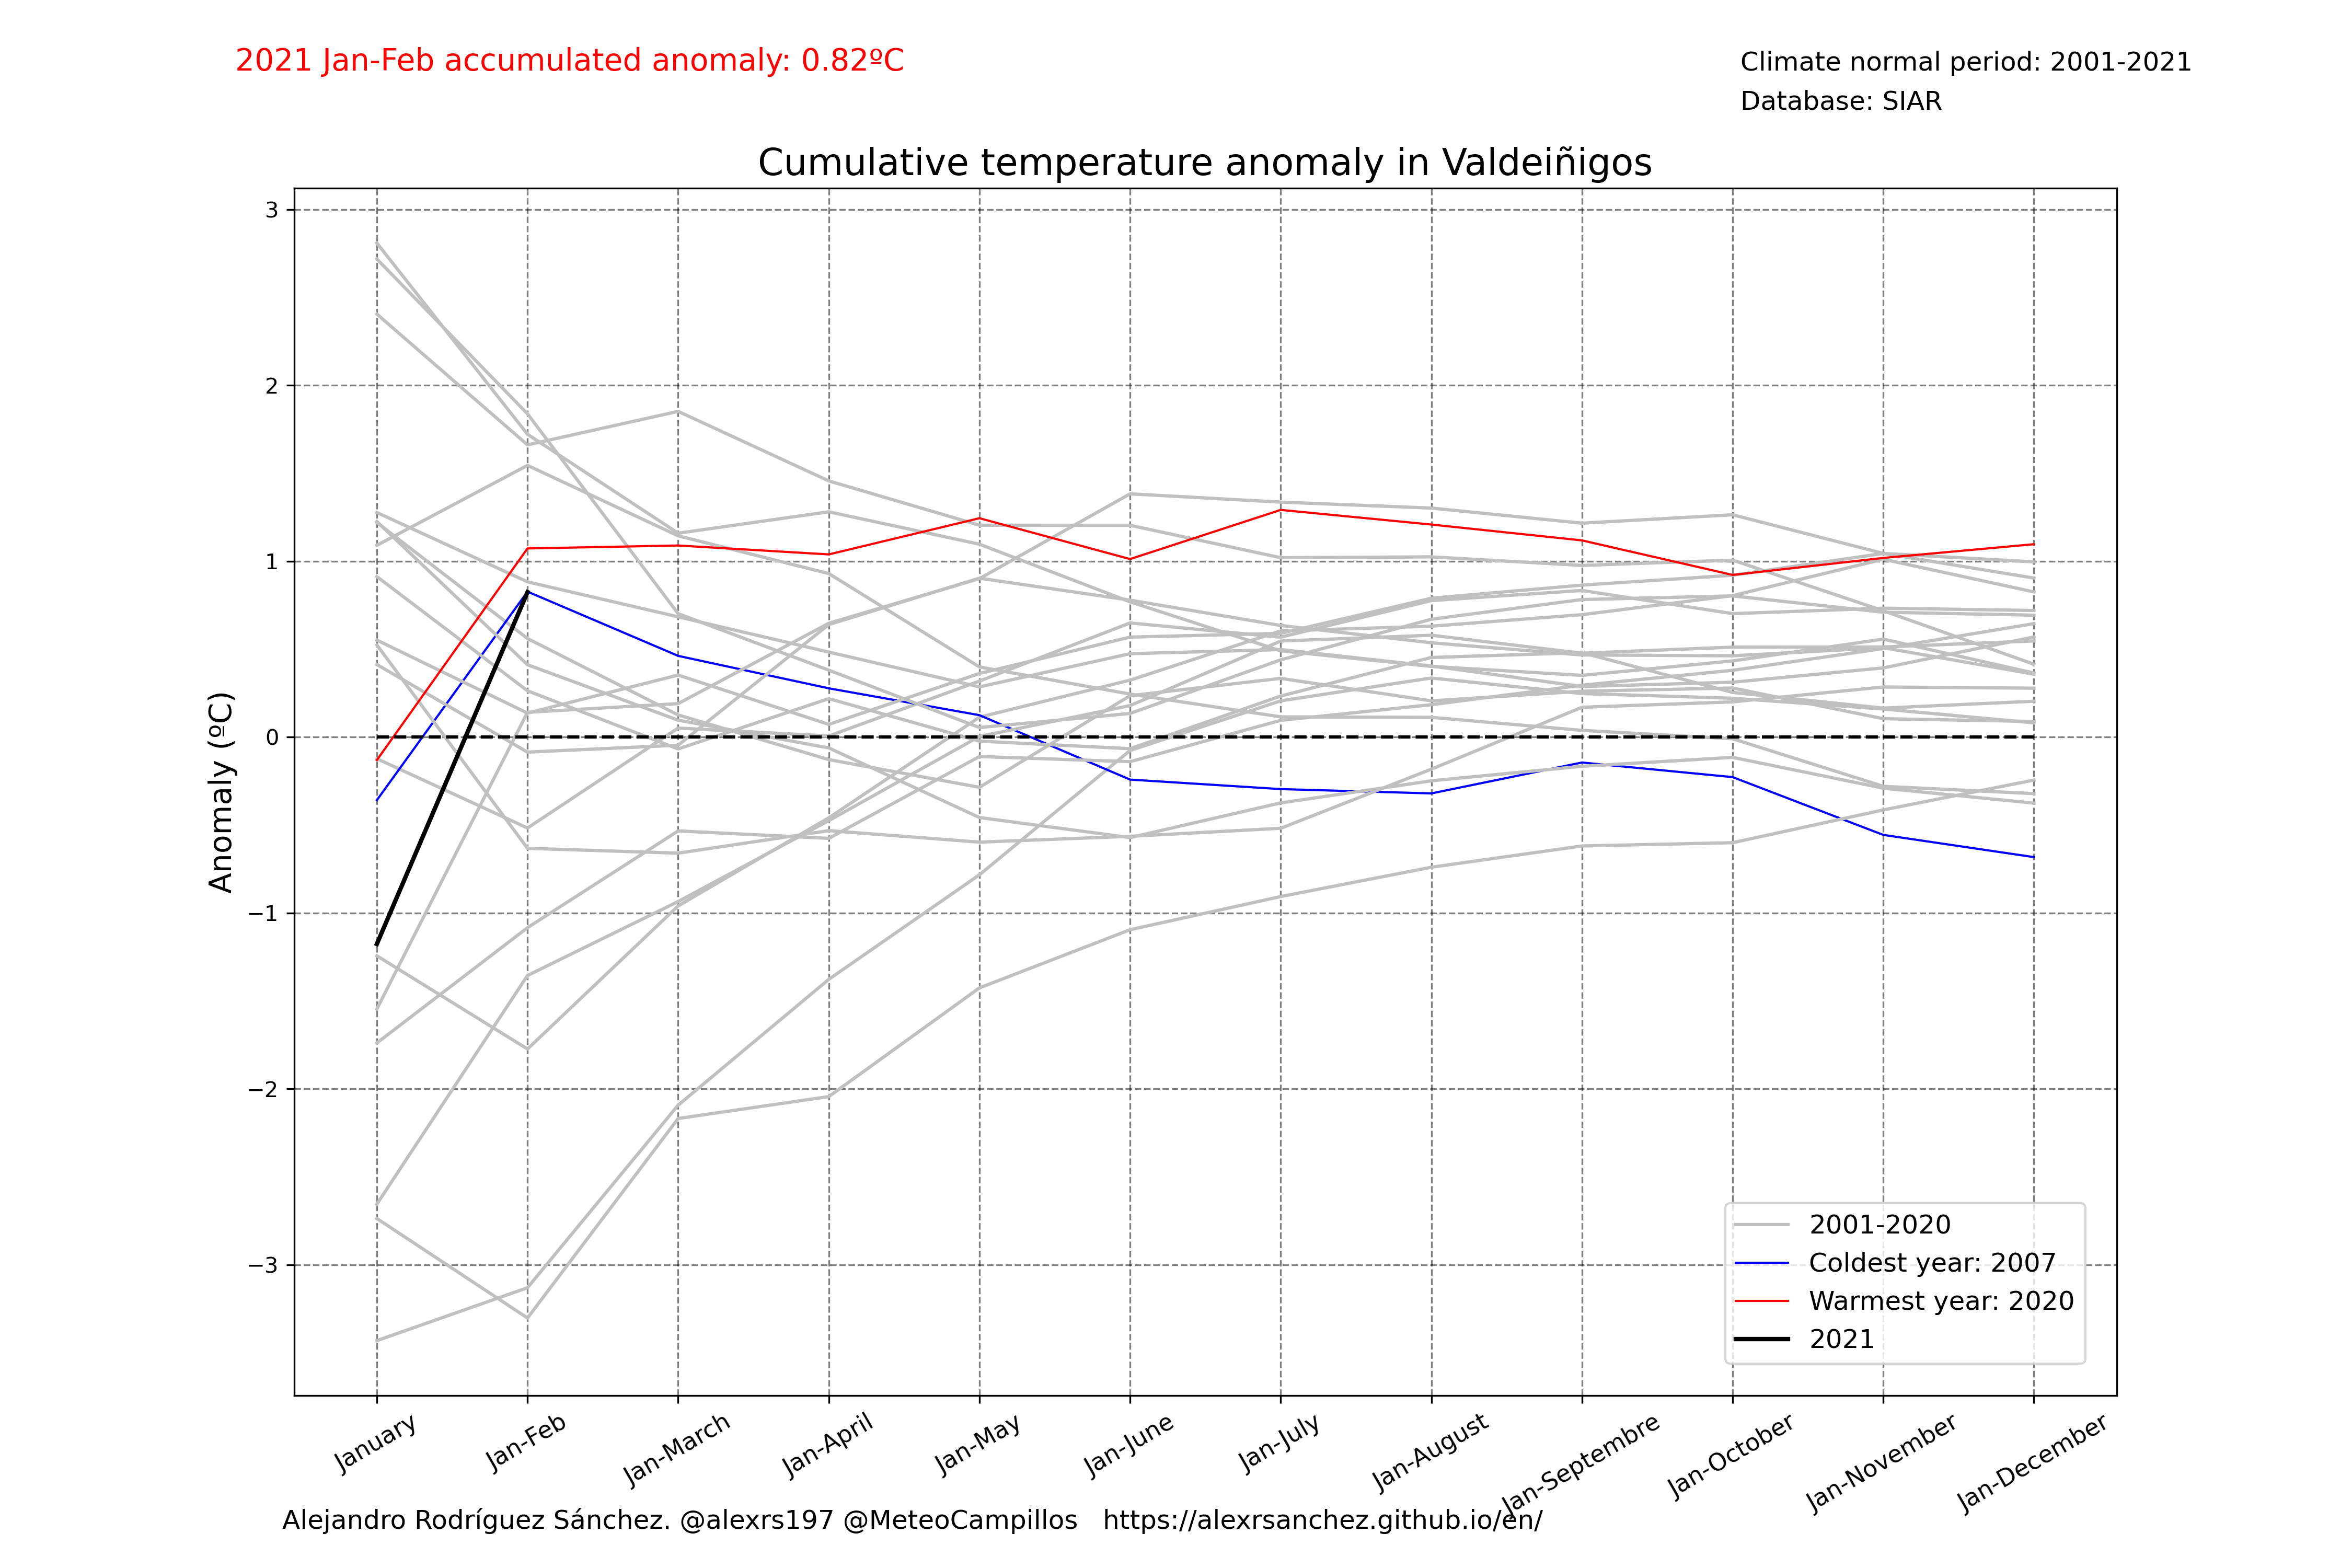 2021 Jan-Feb accumulated anomaly: 0.82ºC
Climate normal period: 2001-2021
Database: SIAR
Cumulative temperature anomaly in Valdeiñigos
Anomaly (ºC)
3
2
1
0
−1
−2
−3
2001-2020
Coldest year: 2007
Warmest year: 2020
2021
January
Jan-Feb
Jan-March
Jan-April
Jan-May
Jan-June
Jan-July
Jan-August
Jan-Septembre
Jan-October
Jan-November
Jan-December
Alejandro Rodríguez Sánchez. @alexrs197 @MeteoCampillos https://alexrsanchez.github.io/en/